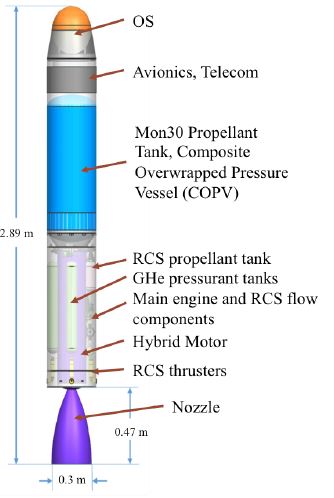 OS
Avionics, Telecom
Mon30 Propellant
Tank, Composite
Overwrapped Pressure
Vessel (COPV)
2.89 m
RCS propellant tank
GHe pressurant tanks
Main engine and RCS flow
components
Hybrid Motor
RCS thrusters
Nozzle
0.47 m
0.3 m